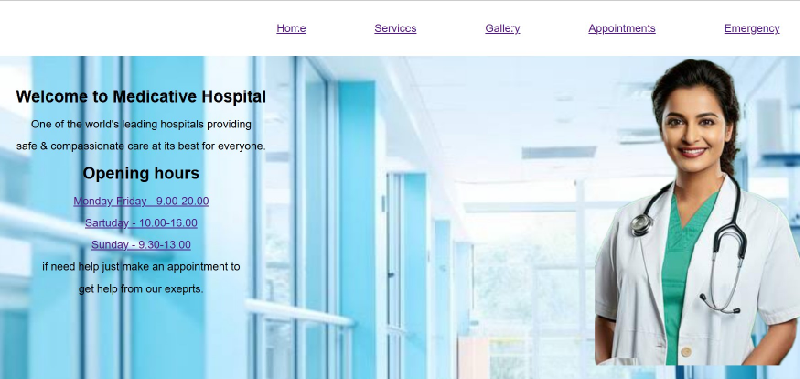 Home Services Gallery Appointments Emergency
Welcome to Medicative Hospital
One of the world's leading hospitals providing
safe & compassionate care at its best for everyone.
Opening hours
Monday-Friday - 9.00-20.00
Sartuday - 10.00-16.00
Sunday - 9.30-13.00
if need help just make an appointment to
get help from our exeprts.